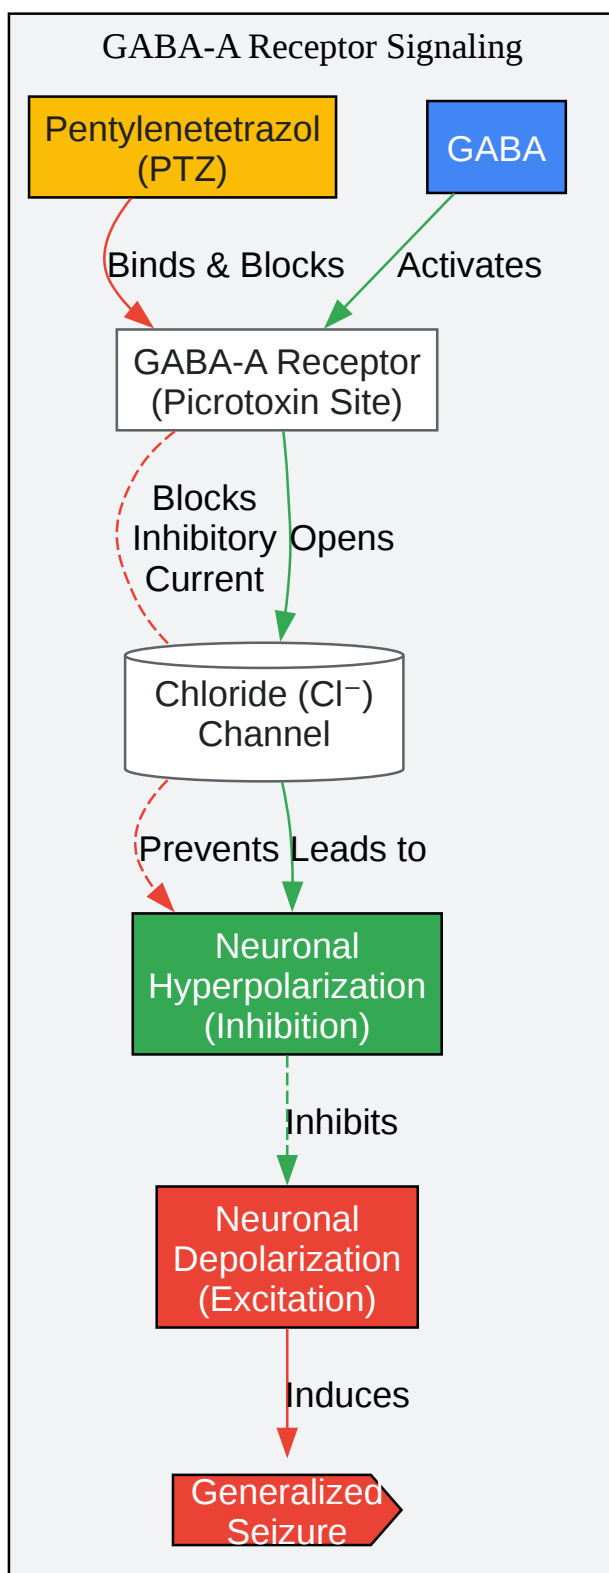 GABA-A Receptor Signaling
Pentylenetetrazol
(PTZ)
GABA
Binds & Blocks
Activates
GABA-A Receptor
(Picrotoxin Site)
Blocks
Inhibitory
Current
Opens
Chloride (Cl⁻)
Channel
Prevents
Leads to
Neuronal
Hyperpolarization
(Inhibition)
Inhibits
Neuronal
Depolarization
(Excitation)
Induces
Generalized
Seizure